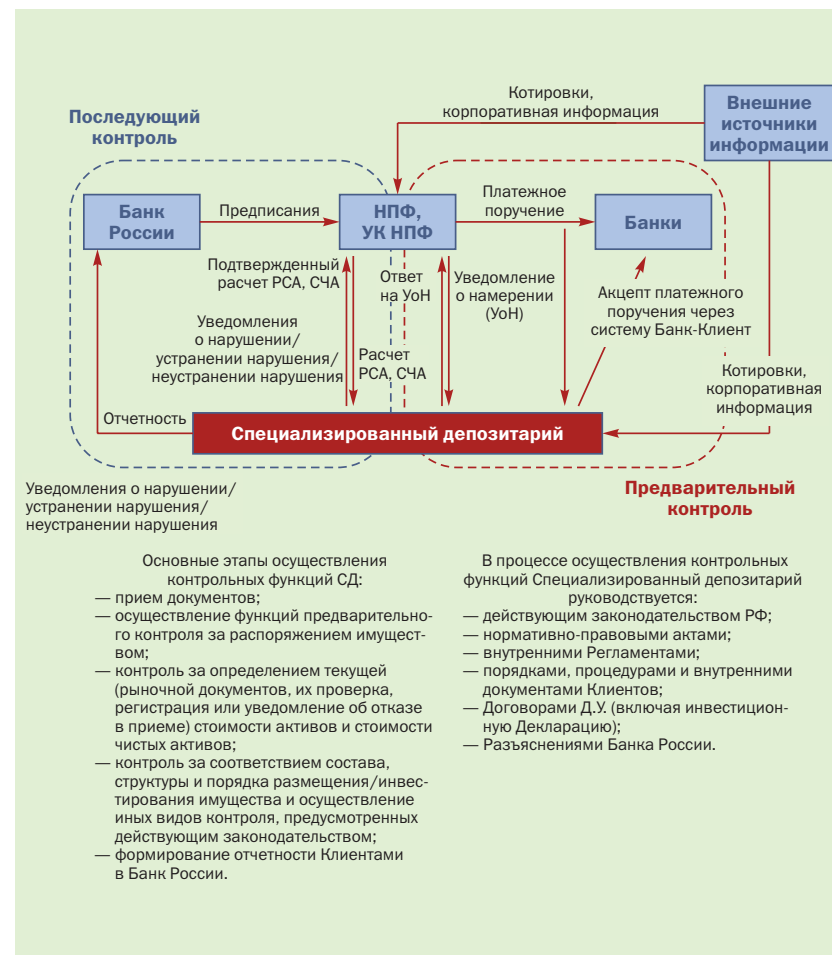 Котировки,
корпоративная информация
Внешние
источники
информации
Последующий
контроль
Банк
России
Предписания
НПФ,
УК НПФ
Платежное
поручение
Банки
Подтвержденный
расчет РСА, СЧА
Ответ
на УоН
Уведомление
о намерении
(УоН)
Акцепт платежного
поручения через
систему Банк-Клиент
Уведомления
о нарушении/
устранении нарушения/
неустранении нарушения
Расчет
РСА, СЧА
Котировки,
корпоративная
информация
Отчетность
Специализированный депозитарий
Уведомления о нарушении/
устранении нарушения/
неустранении нарушения
Предварительный
контроль
Основные этапы осуществления
контрольных функций СД:
— прием документов;
— осуществление функций предварительно-
го контроля за распоряжением имущест-
вом;
— контроль за определением текущей
(рыночной документов, их проверка,
регистрация или уведомление об отказе
в приеме) стоимости активов и стоимости
чистых активов;
— контроль за соответствием состава,
структуры и порядка размещения/инвес-
тирования имущества и осуществление
иных видов контроля, предусмотренных
действующим законодательством;
— формирование отчетности Клиентами
в Банк России.
В процессе осуществления контрольных
функций Специализированный депозитарий
руководствуется:
— действующим законодательством РФ;
— нормативно-правовыми актами;
— внутренними Регламентами;
— порядками, процедурами и внутренними
документами Клиентов;
— Договорами Д.У. (включая инвестицион-
ную Декларацию);
— Разъяснениями Банка России.